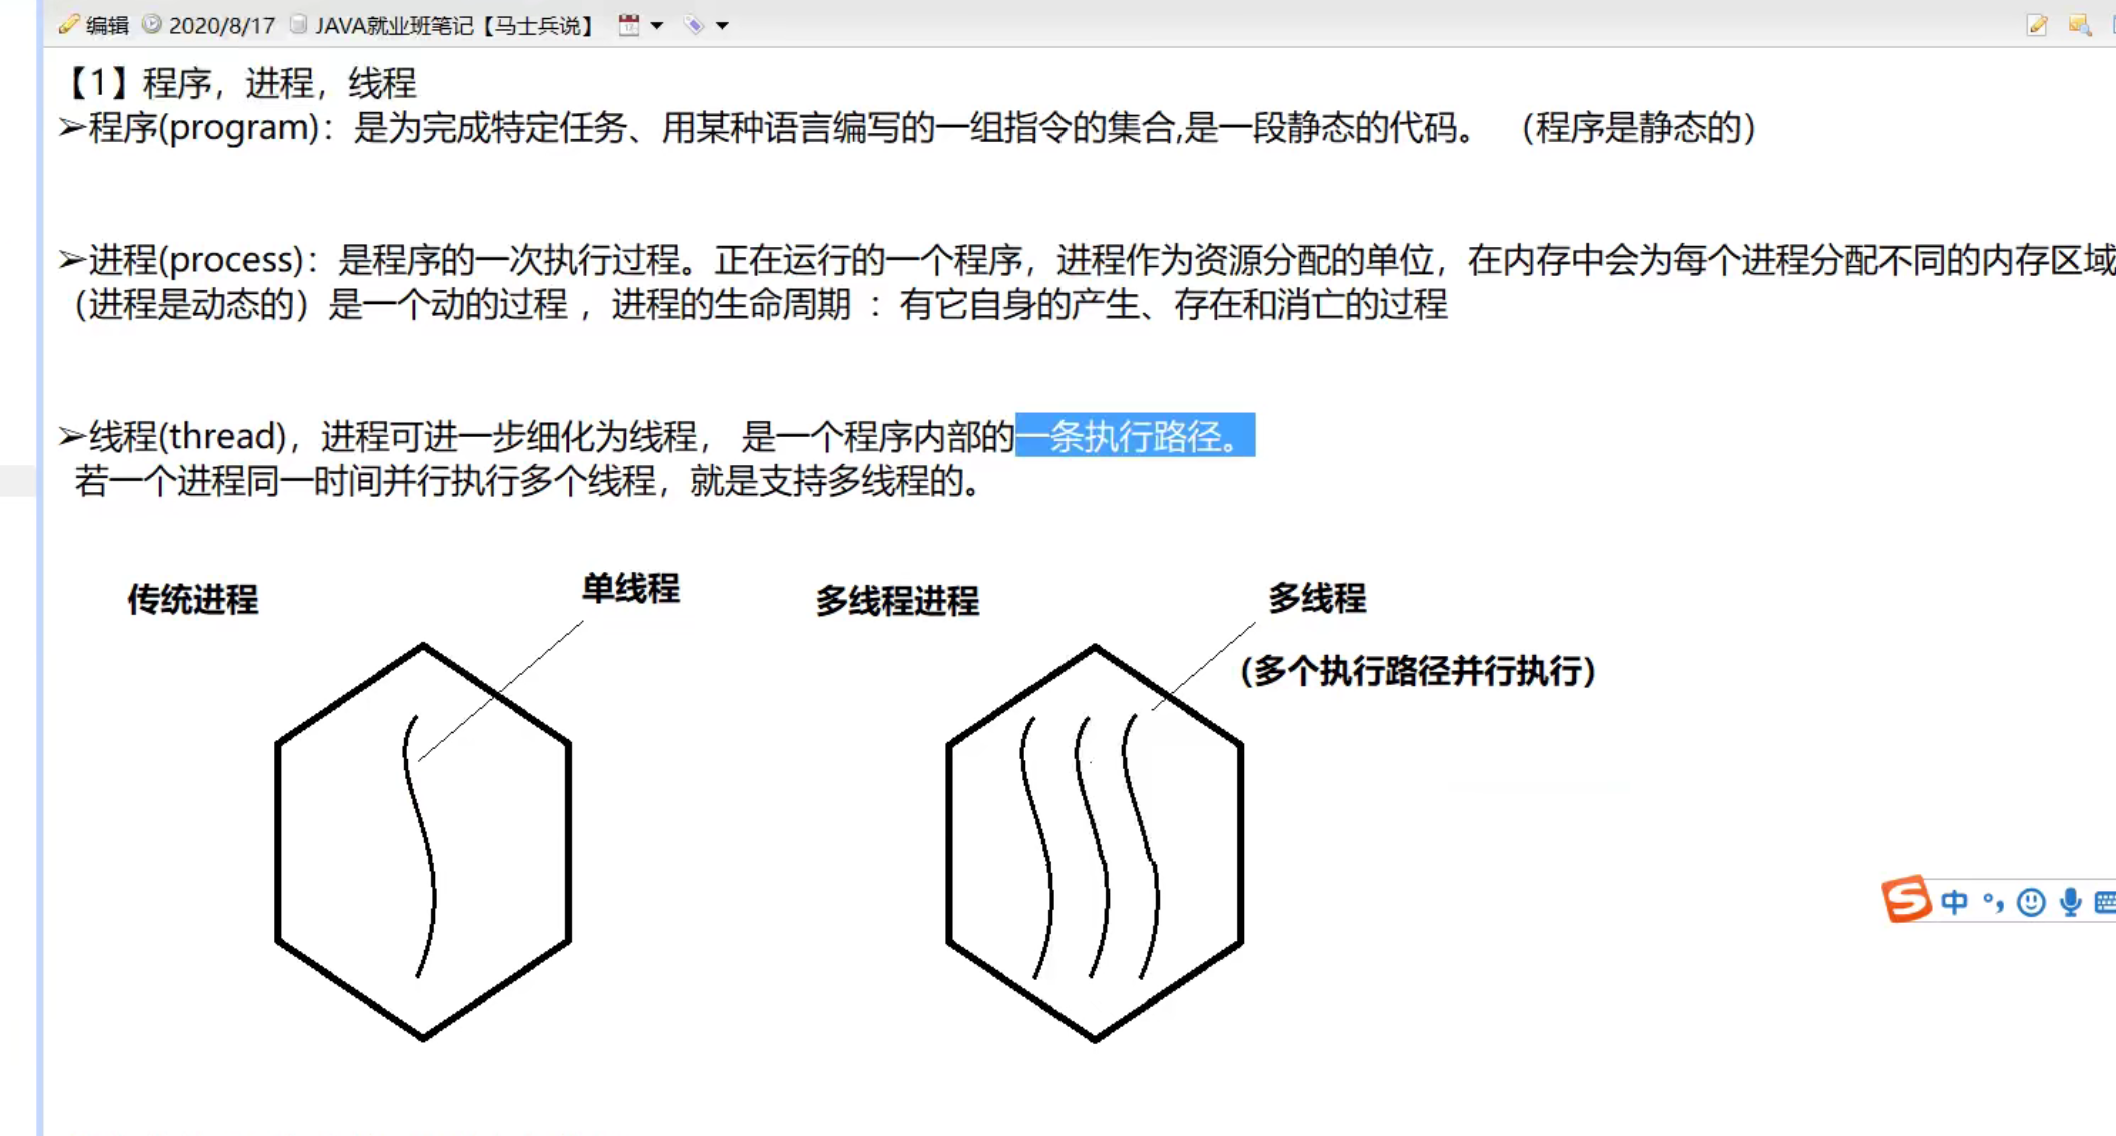 编辑 2020/8/17 JAVA就业班笔记【马士兵说】
【1】程序，进程，线程
➢程序(program)：是为完成特定任务、用某种语言编写的一组指令的集合,是一段静态的代码。 （程序是静态的）
➢进程(process)：是程序的一次执行过程。正在运行的一个程序，进程作为资源分配的单位，在内存中会为每个进程分配不同的内存区域
（进程是动态的）是一个动的过程 ，进程的生命周期 ：有它自身的产生、存在和消亡的过程
➢线程(thread)，进程可进一步细化为线程， 是一个程序内部的一条执行路径。
若一个进程同一时间并行执行多个线程，就是支持多线程的。
传统进程
单线程
多线程进程
多线程
（多个执行路径并行执行）
中